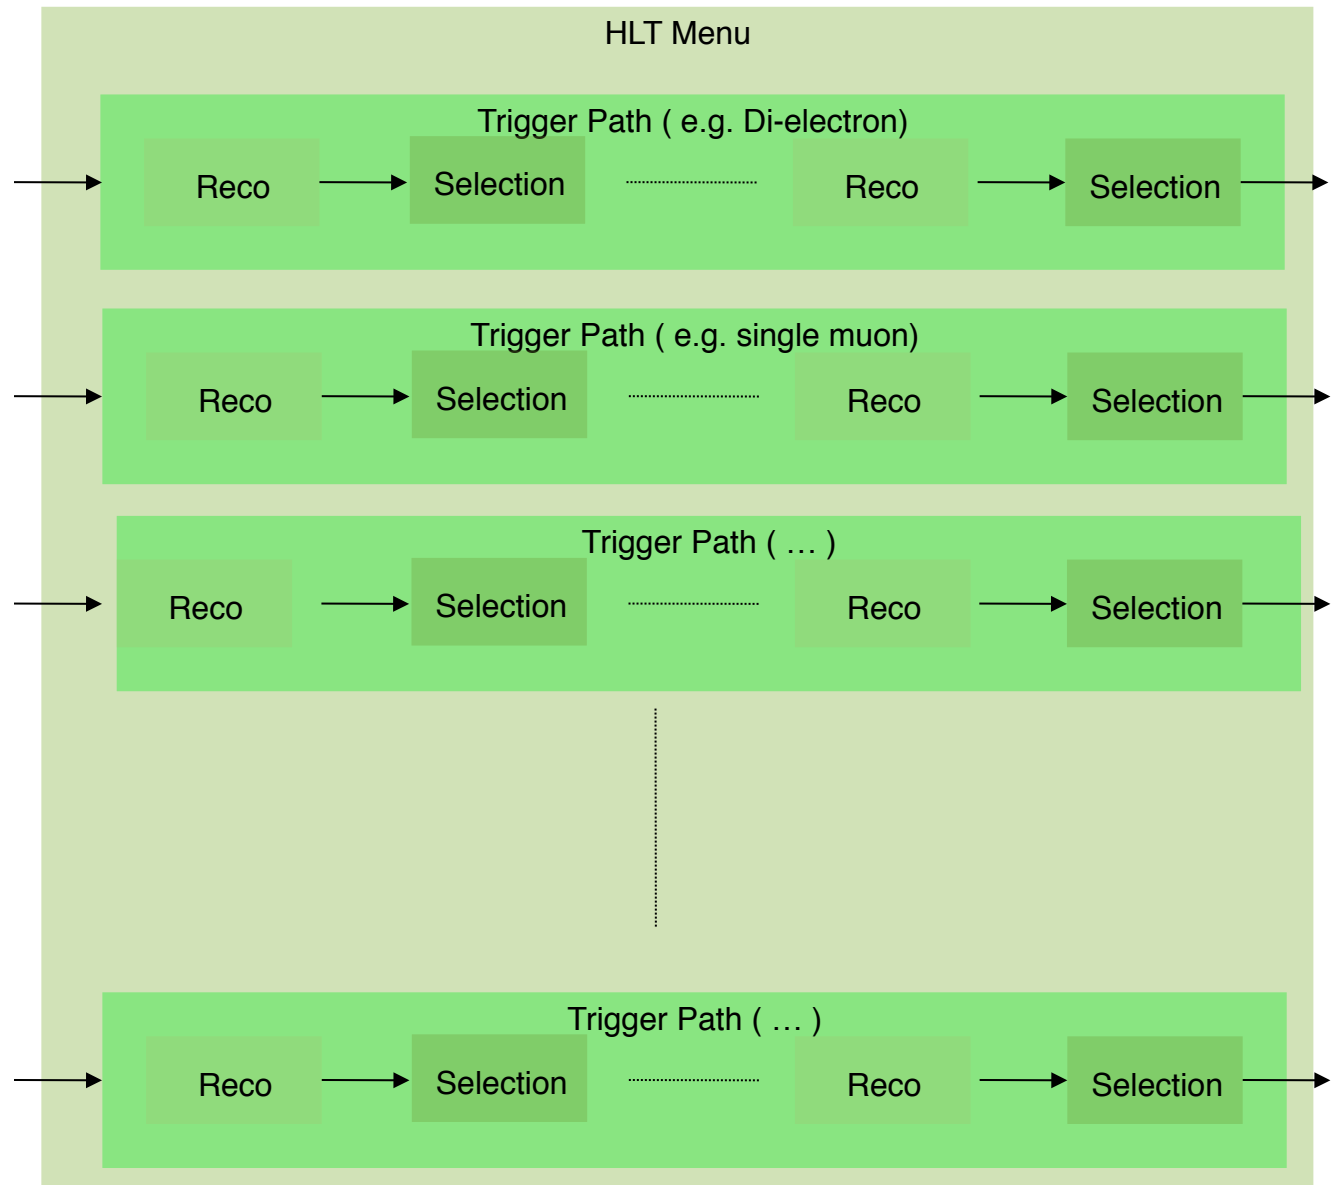 HLT Menu
Trigger Path ( e.g. Di-electron)
Reco Selection Reco Selection
Trigger Path ( e.g. single muon)
Reco Selection Reco Selection
Trigger Path ( … )
Reco Selection Reco Selection
Trigger Path ( … )
Reco Selection Reco Selection